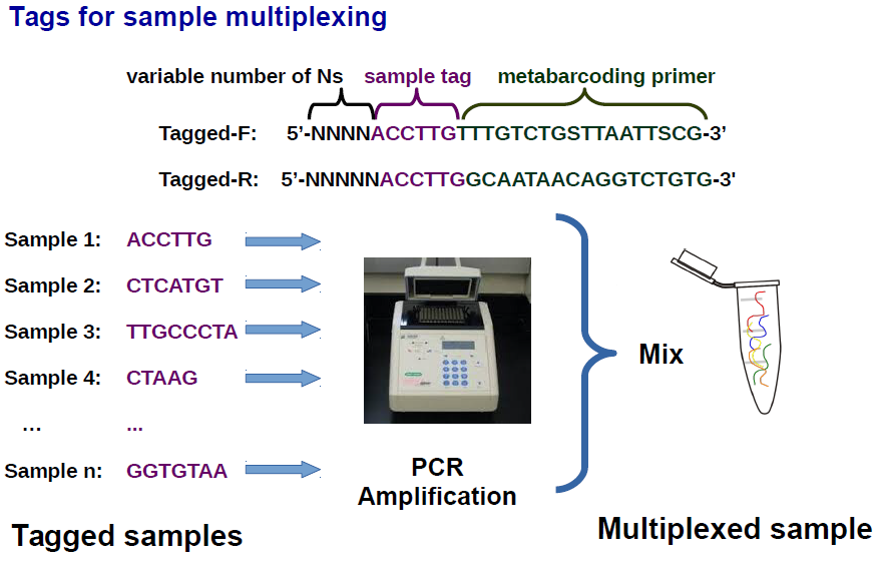 Tags for sample multiplexing
variable number of Ns sample tag metabarcoding primer
Tagged-F: 5’-NNNNACCTTGTTTGTCTGSTTAATTSCG-3’
Tagged-R: 5’-NNNNNACCTTGGCAATAACAGGTCTGTG-3'
Sample 1: ACCTTG
Sample 2: CTCATGT
Sample 3: TTGCCCTA
Sample 4: CTAAG
... ...
Sample n: GGTGTAA
Mix
PCR
Amplification
Tagged samples
Multiplexed sample